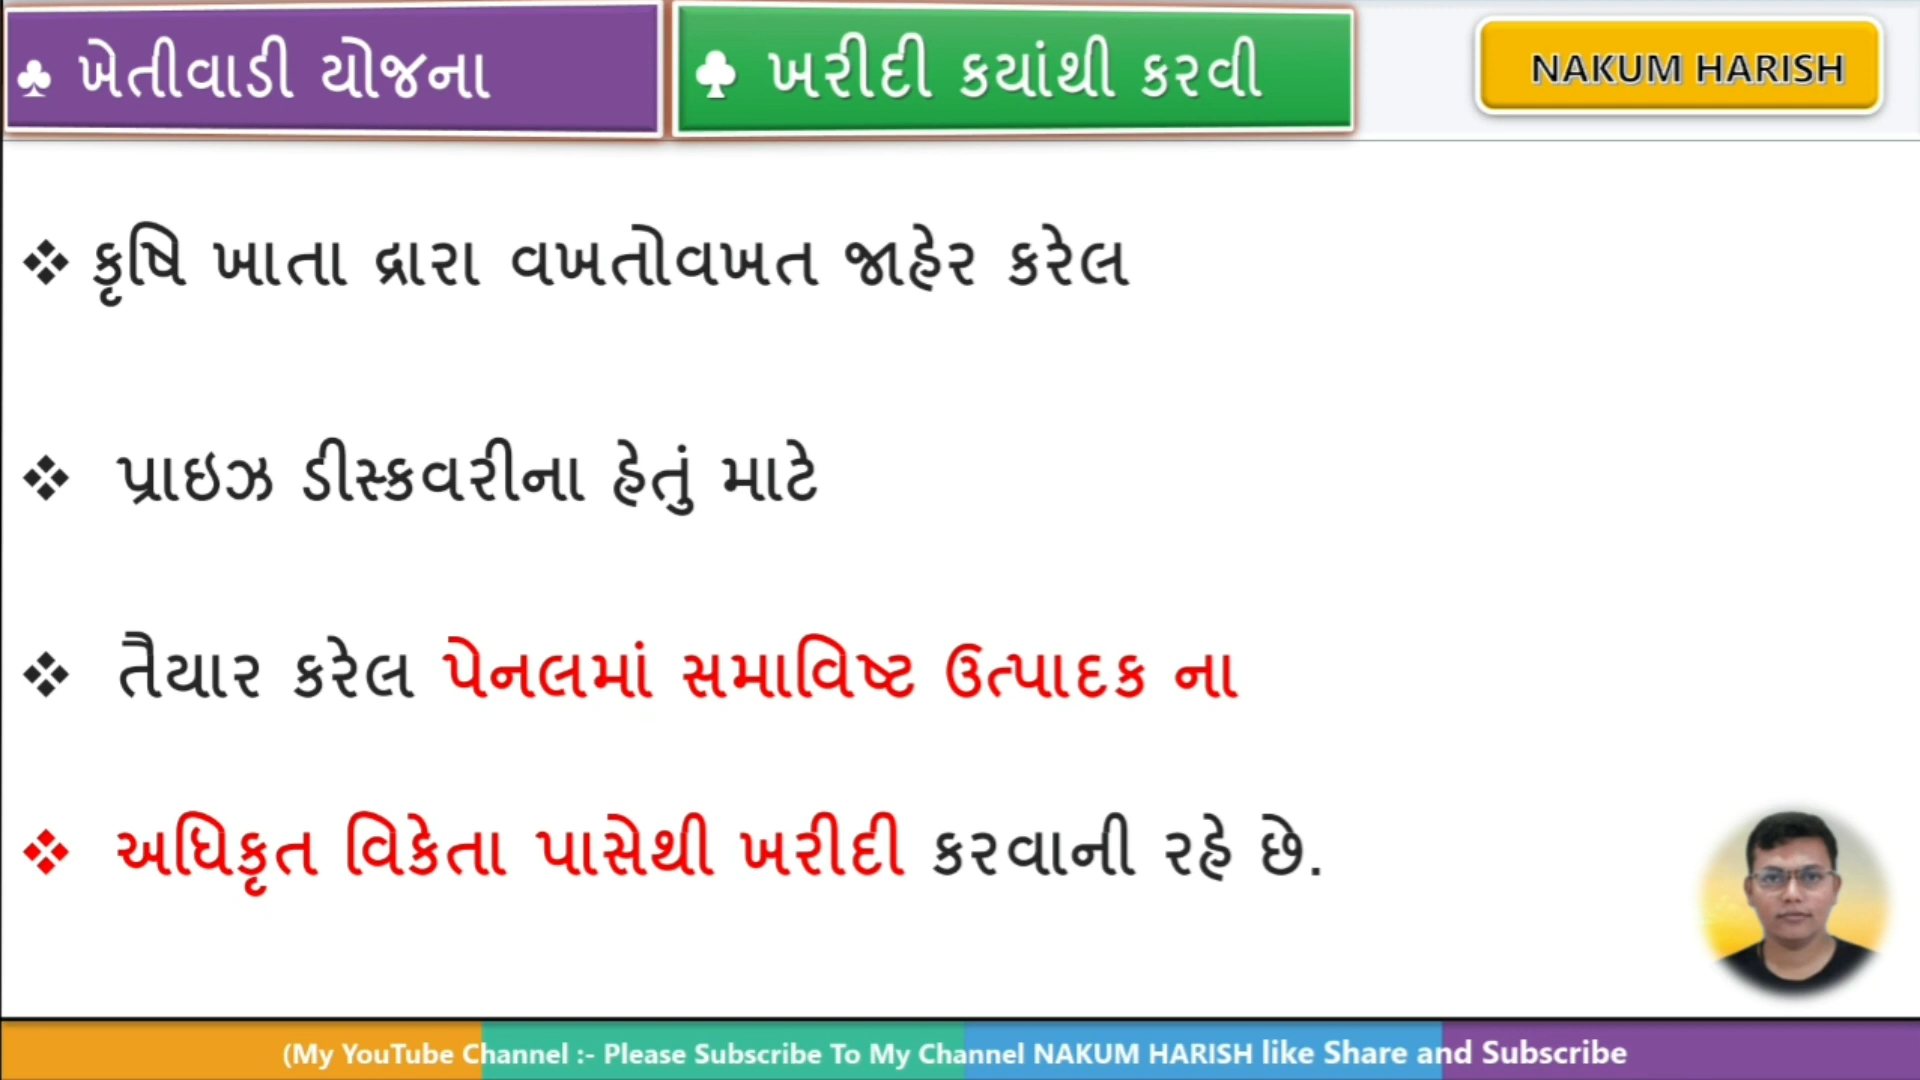 ♣ ખેતીવાડી યોજના
♣ ખરીદી કયાંથી કરવી
NAKUM HARISH
❖ કૃષિ ખાતા દ્રારા વખતોવખત જાહેર કરેલ
❖ પ્રાઇઝ ડીસ્ક્રવરીના હેતું માટે
❖ તૈયાર કરેલ પેનલમાં સમાવિષ્ટ ઉત્પાદક ના
❖ અધિકૃત વિકેતા પાસેથી ખરીદી કરવાની રહે છે.
(My YouTube Channel :- Please Subscribe To My Channel NAKUM HARISH like Share and Subscribe